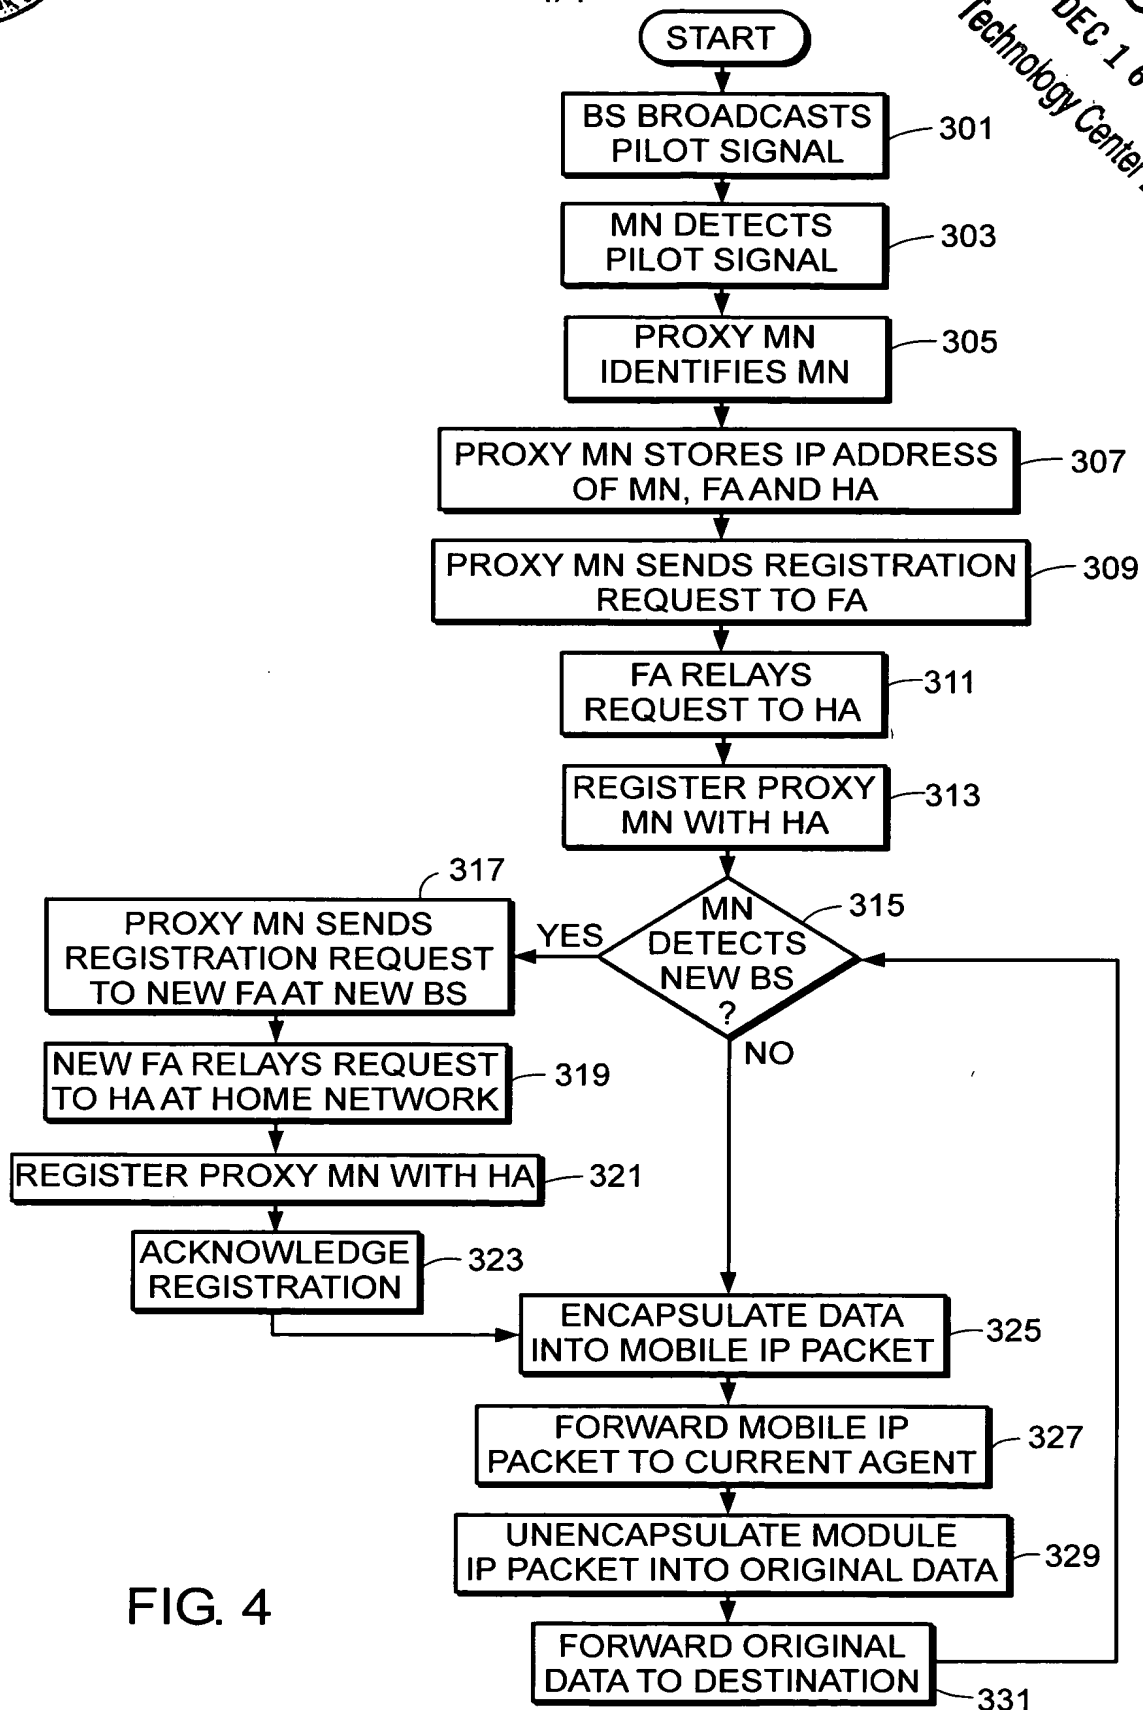 DEC 16
Technology Center
START
BS BROADCASTS
PILOT SIGNAL
301
MN DETECTS
PILOT SIGNAL
303
PROXY MN
IDENTIFIES MN
305
PROXY MN STORES IP ADDRESS
OF MN, FA AND HA
307
PROXY MN SENDS REGISTRATION
REQUEST TO FA
309
FA RELAYS
REQUEST TO HA
311
REGISTER PROXY
MN WITH HA
313
MN
DETECTS
NEW BS
?
315
YES
NO
317
PROXY MN SENDS
REGISTRATION REQUEST
TO NEW FA AT NEW BS
NEW FA RELAYS REQUEST
TO HA AT HOME NETWORK
319
REGISTER PROXY MN WITH HA
321
ACKNOWLEDGE
REGISTRATION
323
ENCAPSULATE DATA
INTO MOBILE IP PACKET
325
FORWARD MOBILE IP
PACKET TO CURRENT AGENT
327
UNENCAPSULATE MODULE
IP PACKET INTO ORIGINAL DATA
329
FORWARD ORIGINAL
DATA TO DESTINATION
331
FIG. 4